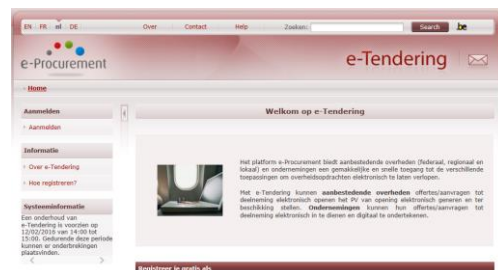 EN FR nl DE Over Contact Help Zoeken: Search .be
e-Procurement
e-Tendering
Home
Aanmelden
Aanmelden
Informatie
Over e-Tendering
Hoe registreren?
Systeeminformatie
Een onderhoud van
e-Tendering is voorzien op
12/02/2016 van 14:00 tot
15:00. Gedurende deze periode
kunnen er onderbrekingen
plaatsvinden.
Welkom op e-Tendering
Het platform e-Procurement biedt aanbestedende overheden (federaal, regionaal en
lokaal) en ondernemingen een gemakkelijke en snelle toegang tot de verschillende
toepassingen om overheidsopdrachten elektronisch te laten verlopen.
Met e-Tendering kunnen aanbestedende overheden offertes/aanvragen tot
deelneming elektronisch openen het PV van opening elektronisch generen en ter
beschikking stellen. Ondernemingen kunnen hun offertes/aanvragen tot
deelneming elektronisch in te dienen en digitaal te ondertekenen.
Registreer je gratis als